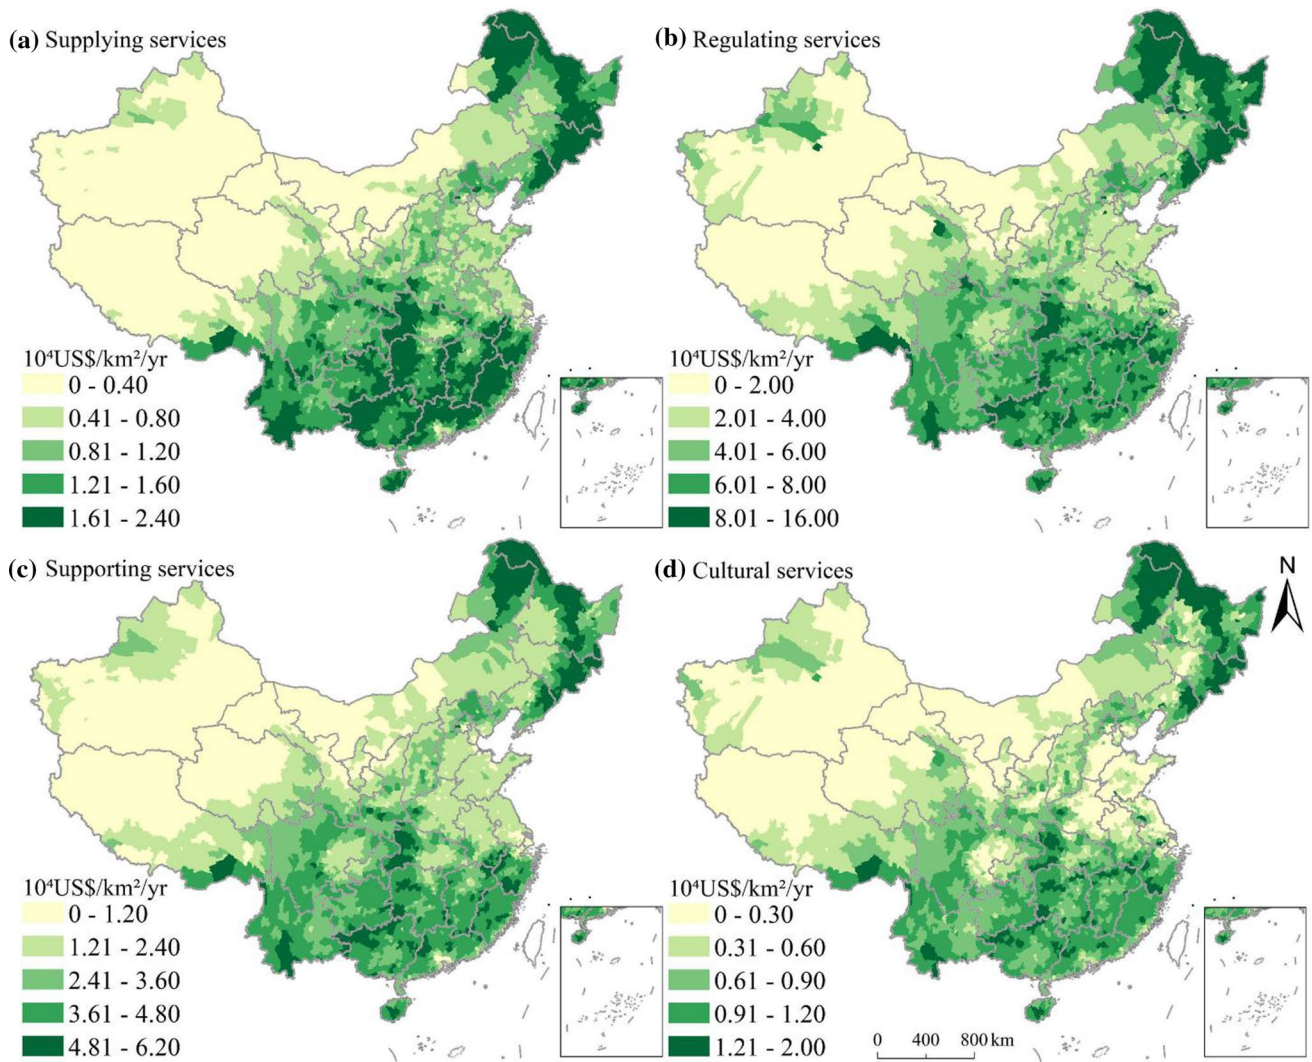 (a) Supplying services
10⁴US$/km²/yr
0 - 0.40
0.41 - 0.80
0.81 - 1.20
1.21 - 1.60
1.61 - 2.40
(b) Regulating services
10⁴US$/km²/yr
0 - 2.00
2.01 - 4.00
4.01 - 6.00
6.01 - 8.00
8.01 - 16.00
(c) Supporting services
10⁴US$/km²/yr
0 - 1.20
1.21 - 2.40
2.41 - 3.60
3.61 - 4.80
4.81 - 6.20
(d) Cultural services
N
10⁴US$/km²/yr
0 - 0.30
0.31 - 0.60
0.61 - 0.90
0.91 - 1.20
1.21 - 2.00
0 400 800 km